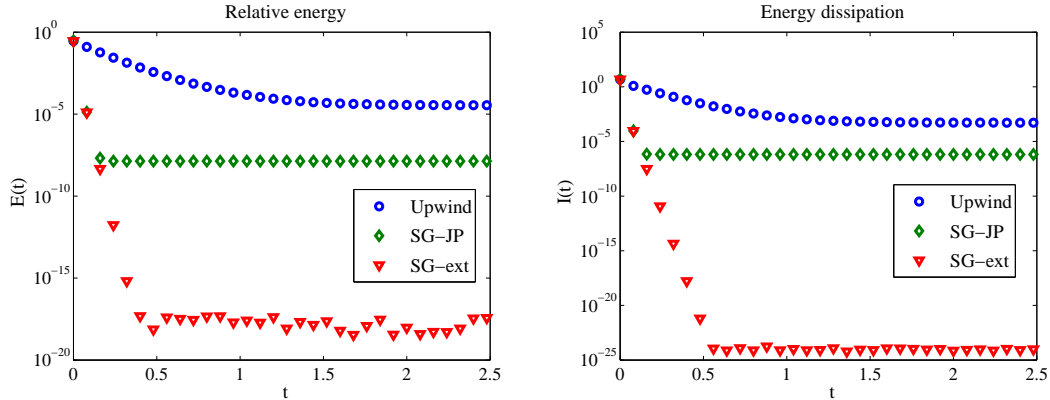 Relative energy
10^0
10^-5
10^-10
10^-15
10^-20
E(t)
0
0.5
1
1.5
2
2.5
t
Upwind
SG−JP
SG−ext
Energy dissipation
10^5
10^0
10^-5
10^-10
10^-15
10^-20
10^-25
I(t)
0
0.5
1
1.5
2
2.5
t
Upwind
SG−JP
SG−ext